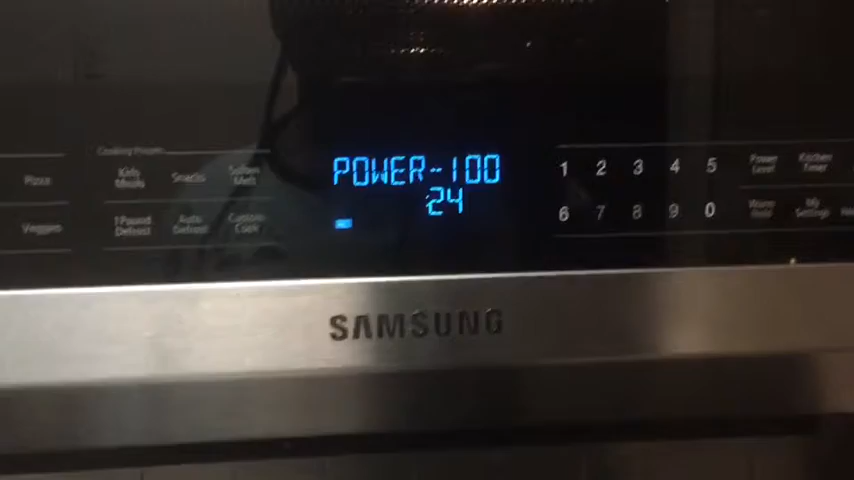 Cooking Power
Pizza
Kids Meals
Snacks
Soften Melt
POWER-100
24
1 2 3 4 5
Power Level
Kitchen Timer
Veggies
1 Pound Defrost
Auto Defrost
Custom Cook
6 7 8 9 0
Warm Hold
My Settings
SAMSUNG